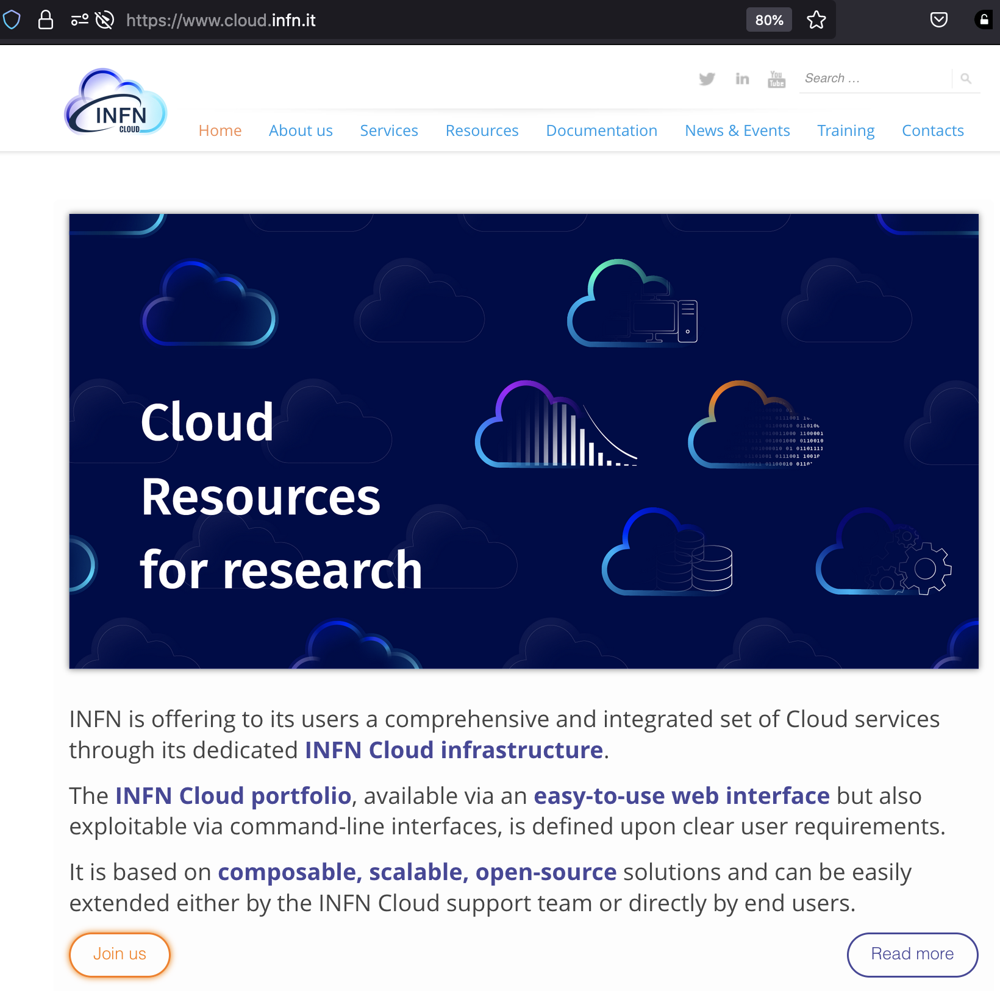 https://www.cloud.infn.it
80%
INFN
CLOUD
You
Tube
Search ...
Home
About us
Services
Resources
Documentation
News & Events
Training
Contacts
Cloud
Resources
for research
INFN is offering to its users a comprehensive and integrated set of Cloud services
through its dedicated INFN Cloud infrastructure.
The INFN Cloud portfolio, available via an easy-to-use web interface but also
exploitable via command-line interfaces, is defined upon clear user requirements.
It is based on composable, scalable, open-source solutions and can be easily
extended either by the INFN Cloud support team or directly by end users.
Join us
Read more